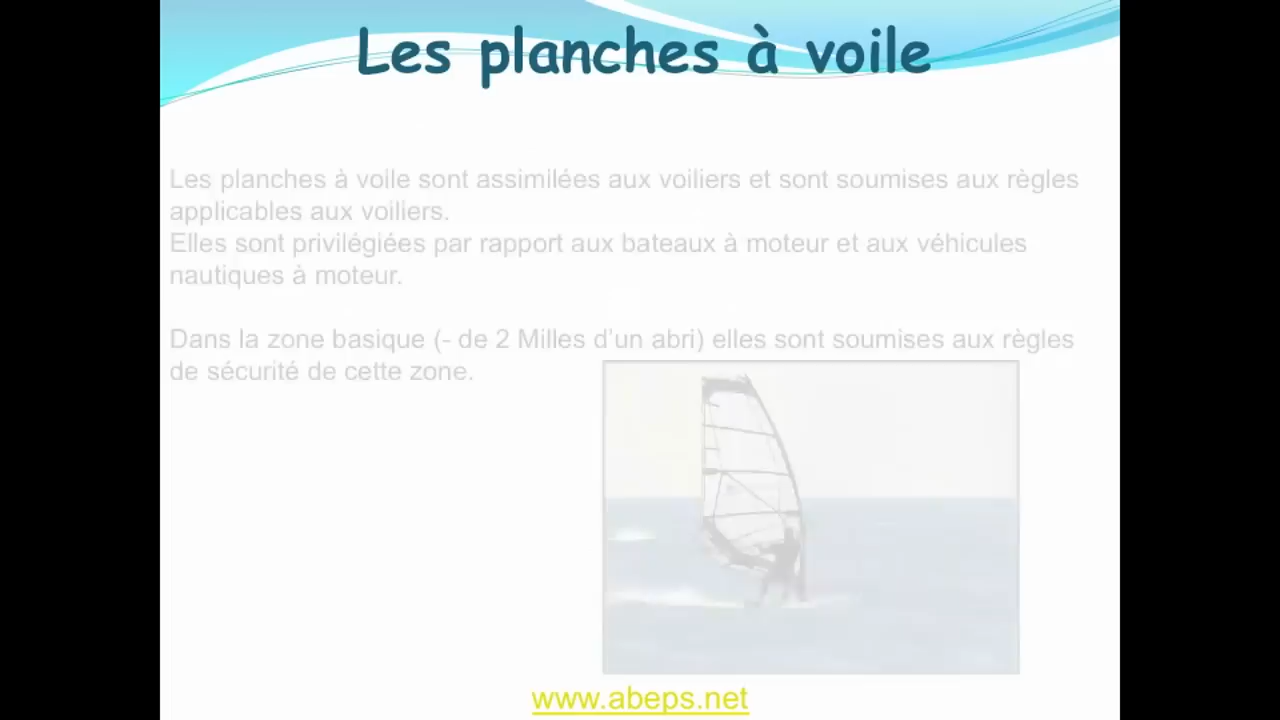 Les planches à voile
Les planches à voile sont assimilées aux voiliers et sont soumises aux règles
applicables aux voiliers.
Elles sont privilégiées par rapport aux bateaux à moteur et aux véhicules
nautiques à moteur.
Dans la zone basique (- de 2 Milles d'un abri) elles sont soumises aux règles
de sécurité de cette zone.
www.abeps.net